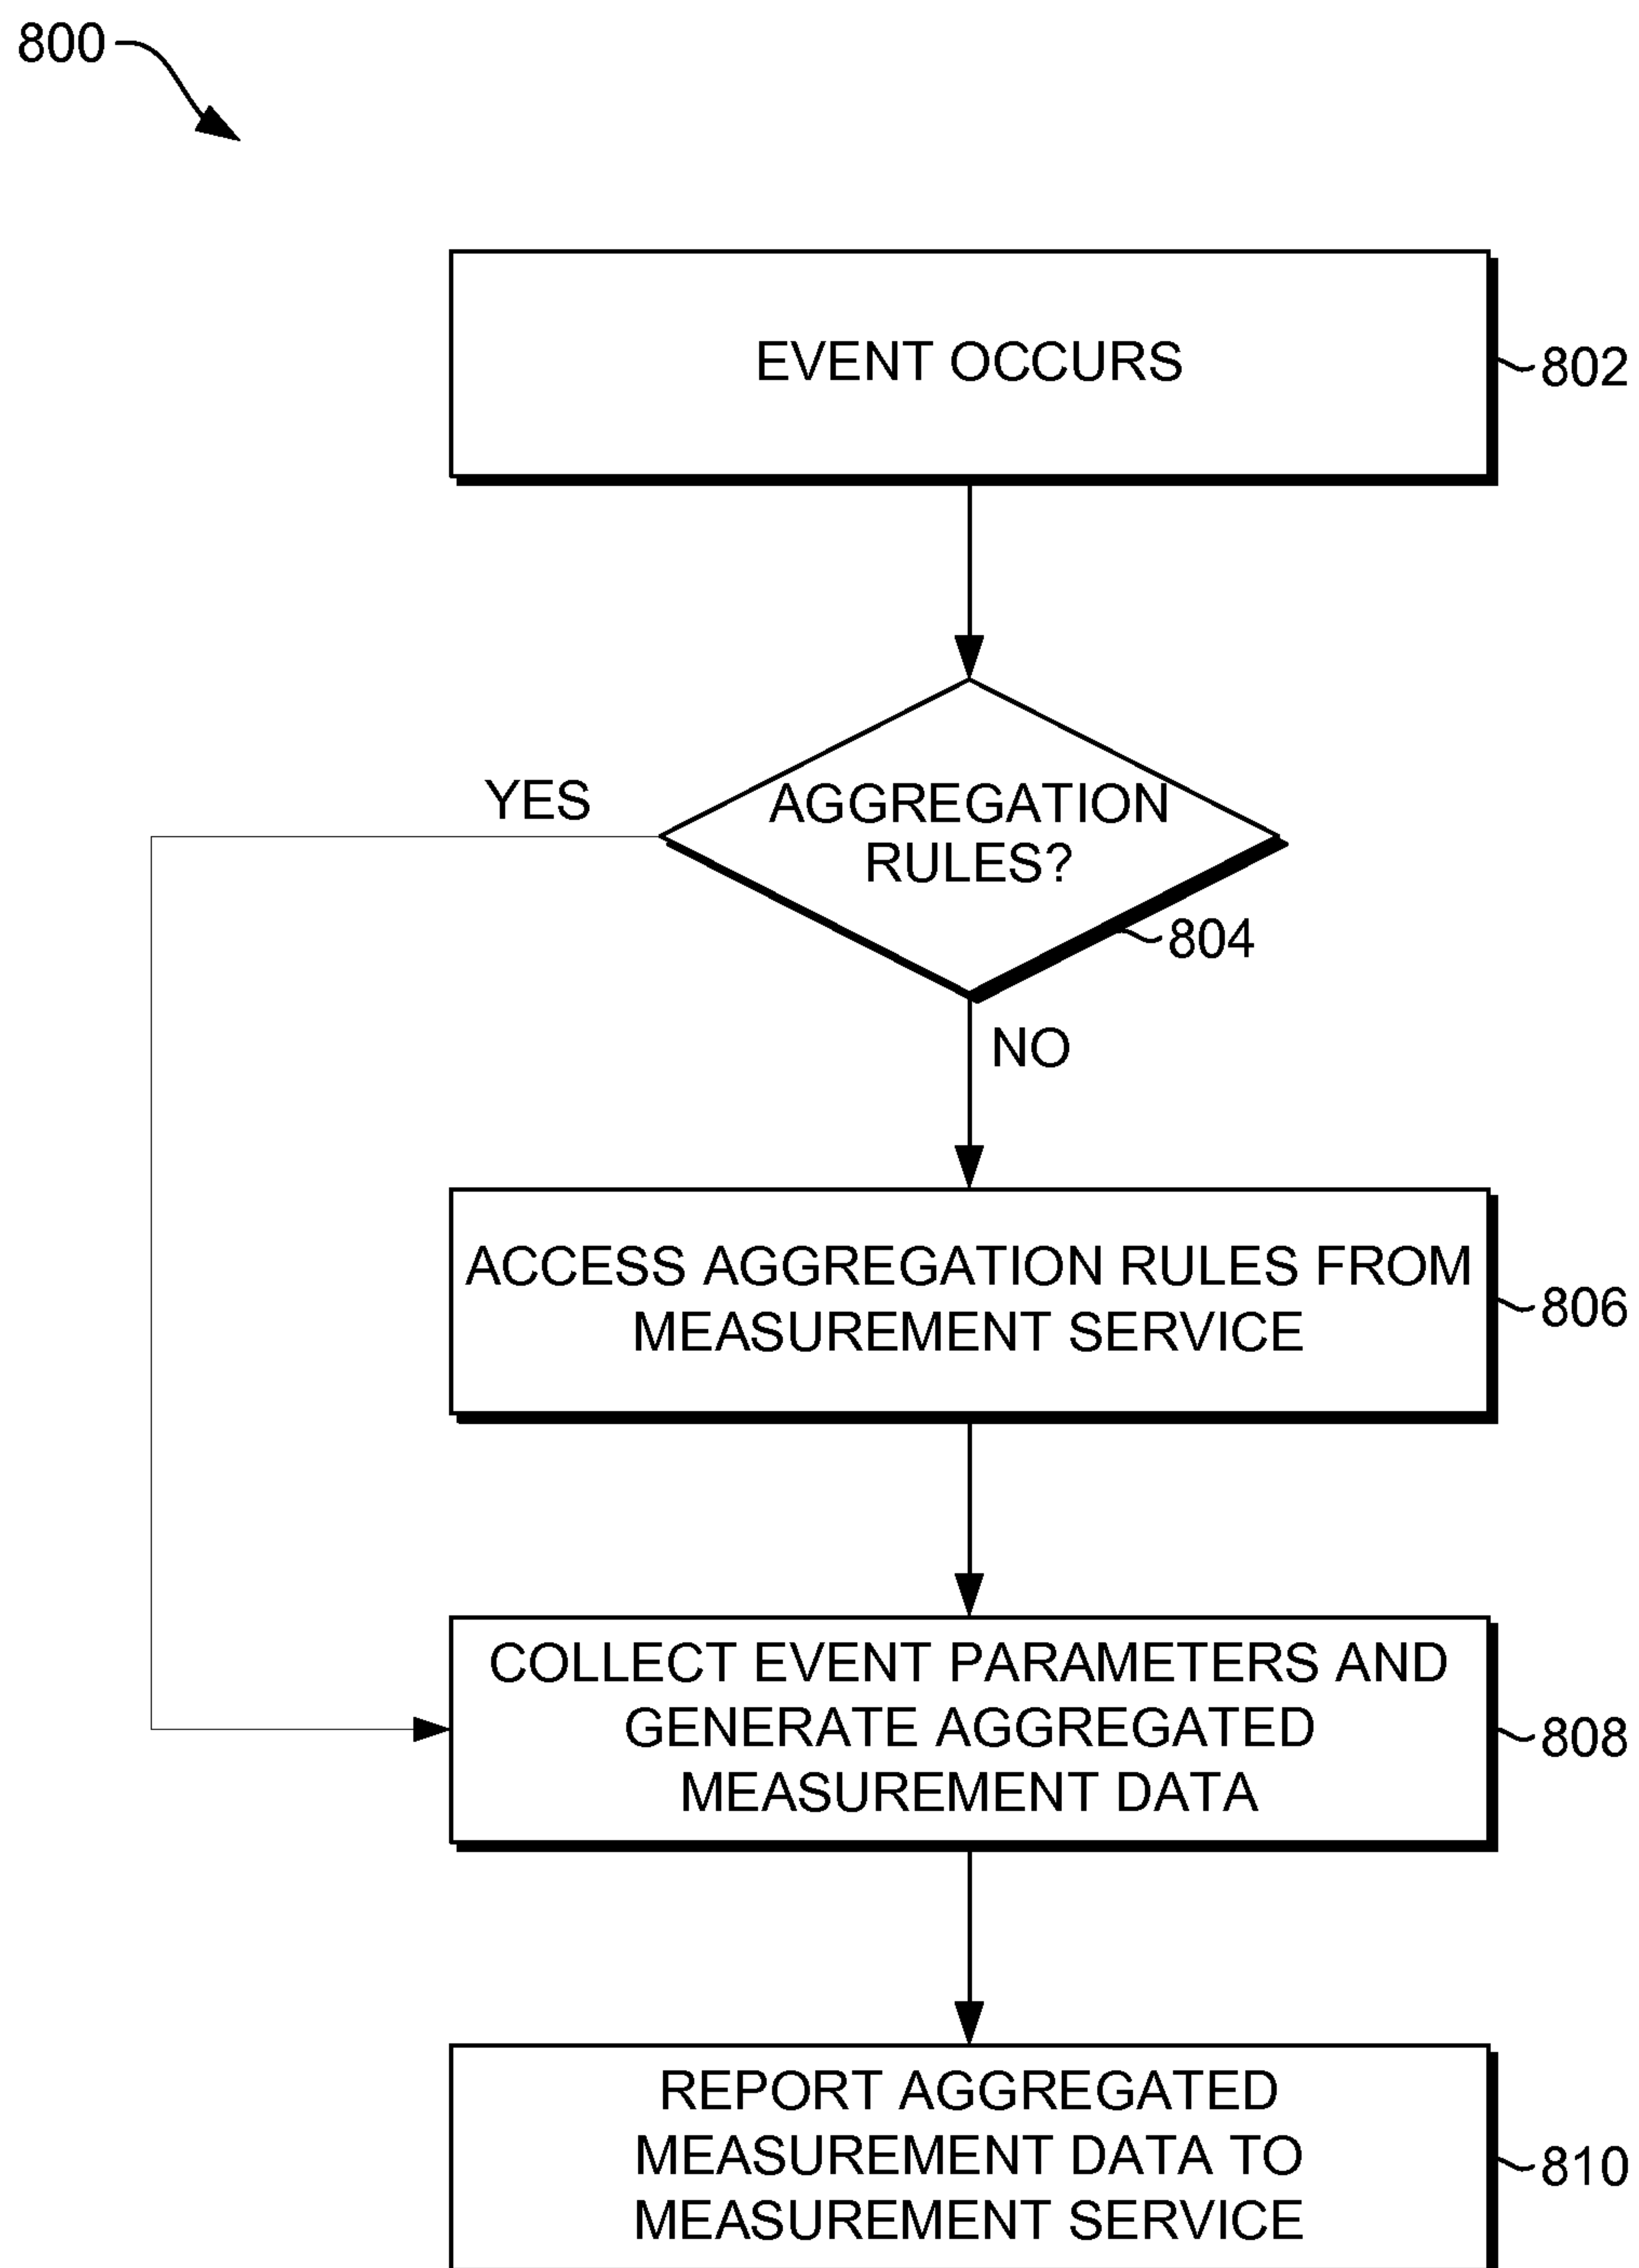 800
EVENT OCCURS
802
YES
AGGREGATION
RULES?
804
NO
ACCESS AGGREGATION RULES FROM
MEASUREMENT SERVICE
806
COLLECT EVENT PARAMETERS AND
GENERATE AGGREGATED
MEASUREMENT DATA
808
REPORT AGGREGATED
MEASUREMENT DATA TO
MEASUREMENT SERVICE
810